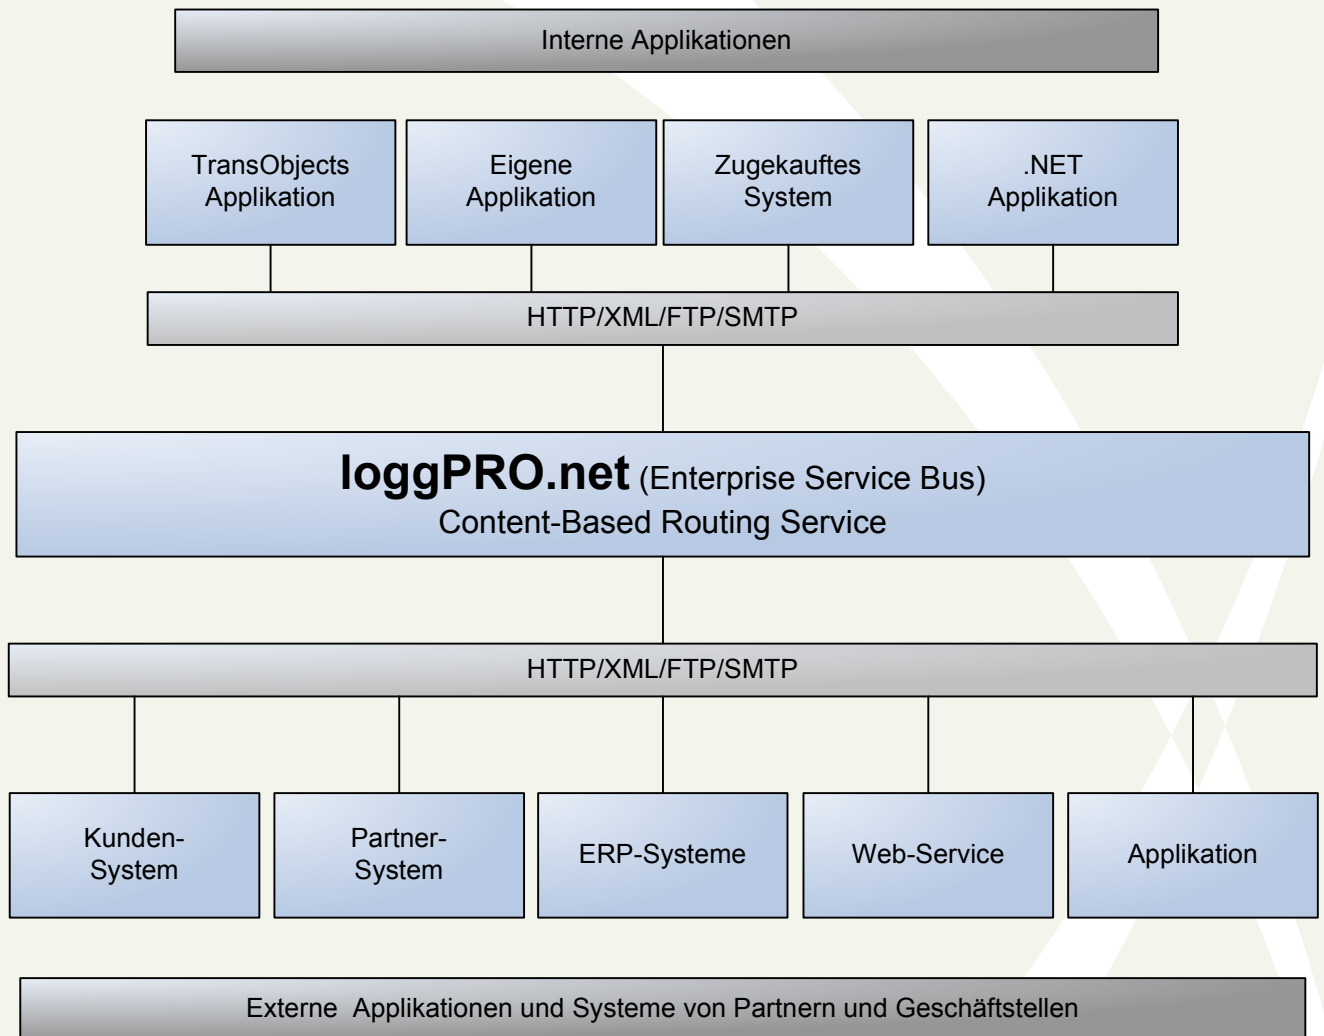 Interne Applikationen
TransObjects
Applikation
Eigene
Applikation
Zugekauftes
System
.NET
Applikation
HTTP/XML/FTP/SMTP
loggPRO.net (Enterprise Service Bus)
Content-Based Routing Service
HTTP/XML/FTP/SMTP
Kunden-
System
Partner-
System
ERP-Systeme
Web-Service
Applikation
Externe  Applikationen und Systeme von Partnern und Geschäftstellen